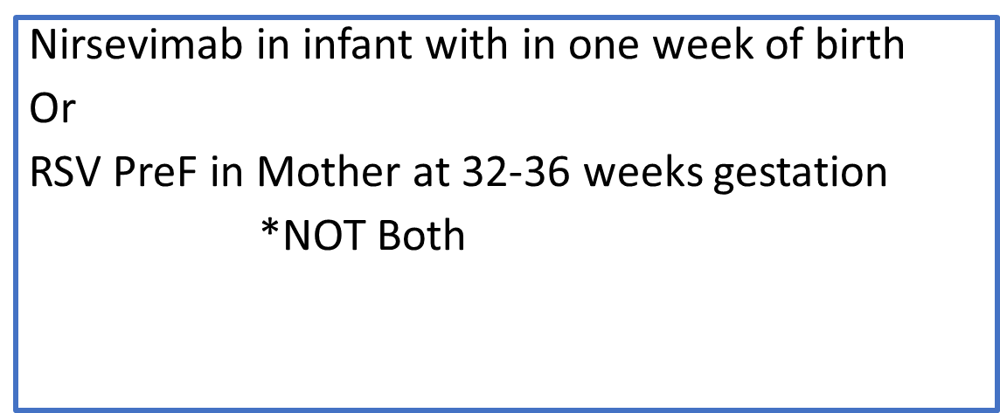 Nirsevimab in infant with in one week of birth
Or
RSV PreF in Mother at 32-36 weeks gestation
*NOT Both